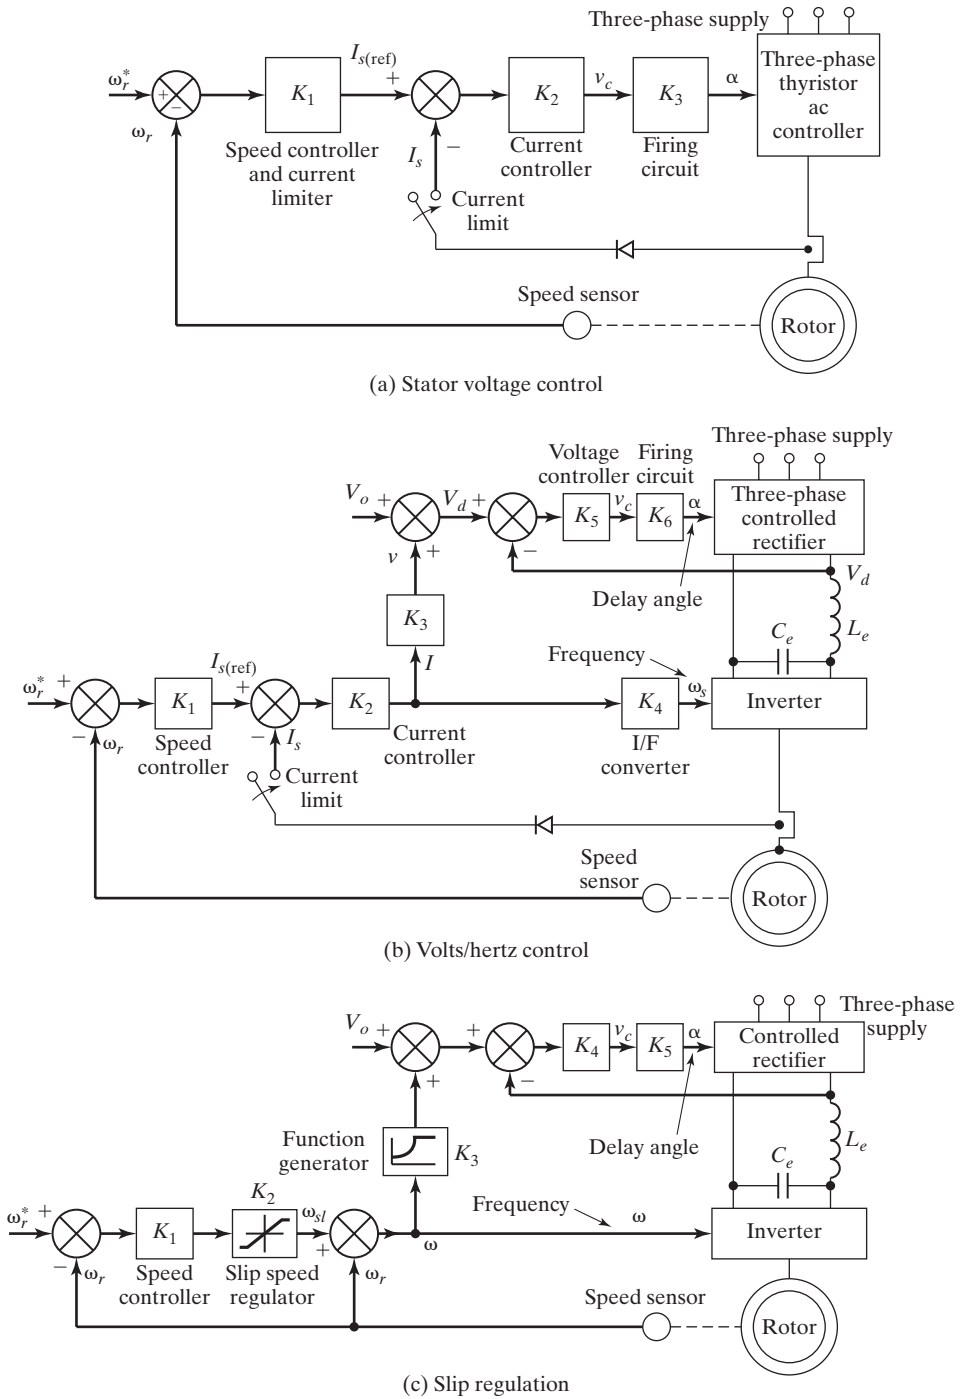 Three-phase supply
ω*r
+
−
ωr
K1
Speed controller
and current
limiter
Is(ref)
+
−
Is
K2
Current
controller
vc
K3
Firing
circuit
α
Three-phase
thyristor
ac
controller
Current
limit
Speed sensor
Rotor
(a) Stator voltage control
Three-phase supply
Voltage
controller
Firing
circuit
Vo
+
Vd
+
K5
vc
K6
α
Three-phase
controlled
rectifier
v
+
−
Delay angle
Vd
K3
Ce
Le
I
Frequency
ω*r
+
−
ωr
K1
Speed
controller
Is(ref)
+
−
Is
K2
Current
controller
K4
I/F
converter
ωs
Inverter
Current
limit
Speed
sensor
Rotor
(b) Volts/hertz control
Three-phase
supply
Vo
+
+
K4
vc
K5
α
Controlled
rectifier
+
−
Function
generator
K3
Delay angle
Ce
Le
ω*r
+
−
ωr
K1
Speed
controller
K2
Slip speed
regulator
ωsl
+
ωr
ω
Frequency
ω
Inverter
Speed sensor
Rotor
(c) Slip regulation